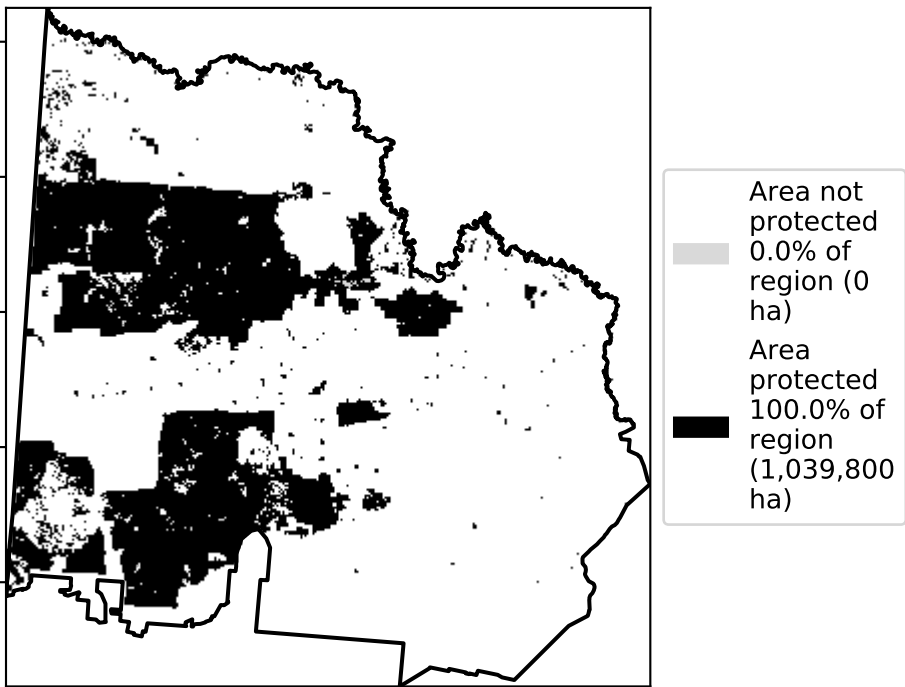 Area not
protected
0.0% of
region (0
ha)
Area
protected
100.0% of
region
(1,039,800
ha)